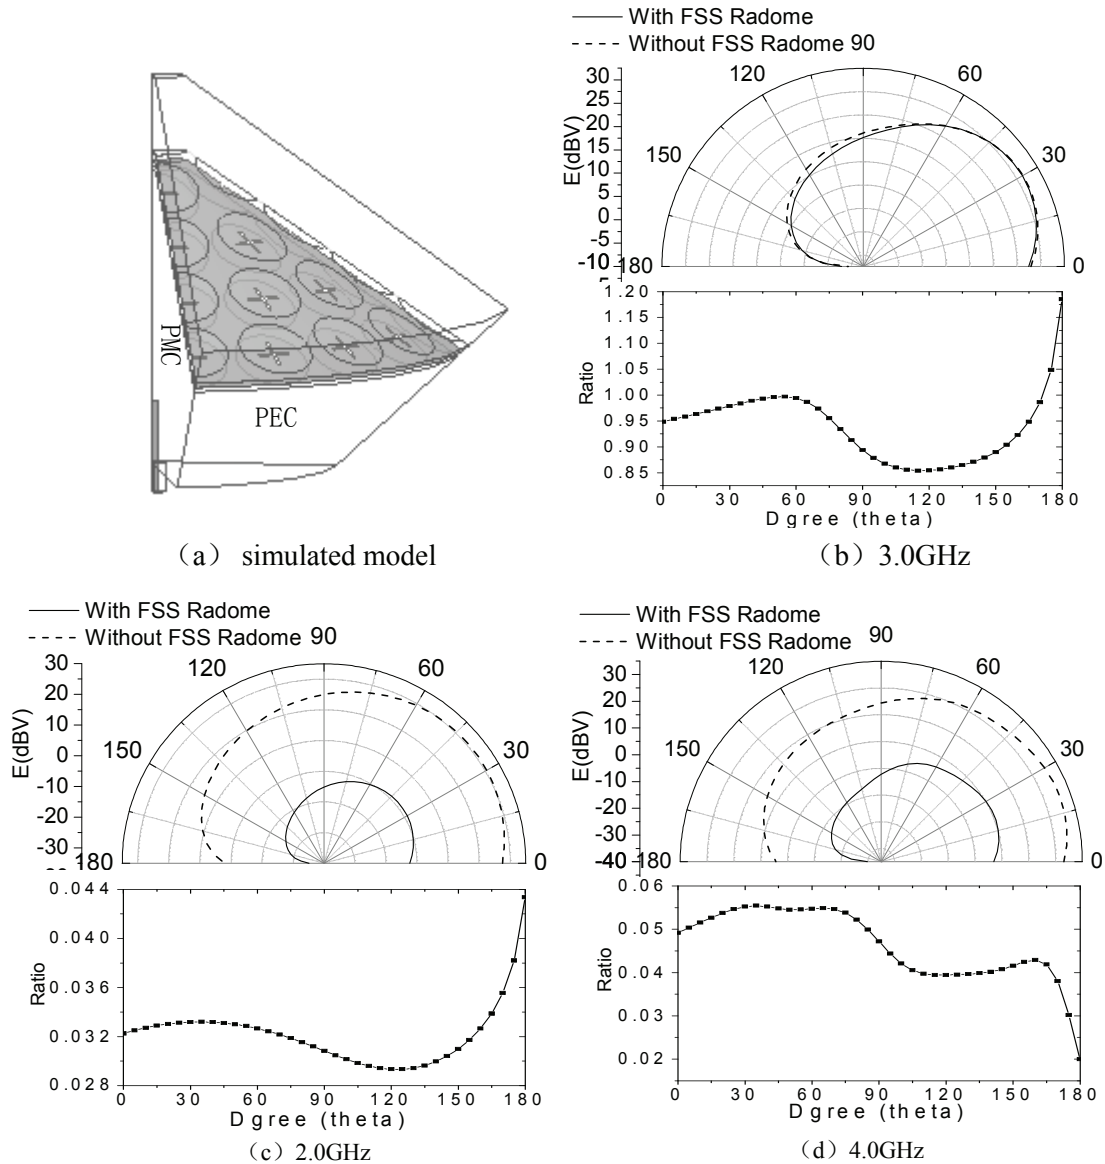 PMC
PEC
（a） simulated model
With FSS Radome
Without FSS Radome 90
30
25
20
15
10
5
0
-5
-10
E(dBV)
120
60
150
30
180
0
1.20
1.15
1.10
1.05
1.00
0.95
0.90
0.85
Ratio
0 30 60 90 120 150 180
Dgree (theta)
（b）3.0GHz
With FSS Radome
Without FSS Radome 90
30
20
10
0
-10
-20
-30
E(dBV)
120
60
150
30
180
0
0.044
0.040
0.036
0.032
0.028
Ratio
0 30 60 90 120 150 180
Dgree (theta)
（c）2.0GHz
With FSS Radome
Without FSS Radome 90
30
20
10
0
-10
-20
-30
-40
E(dBV)
120
60
150
30
180
0
0.06
0.05
0.04
0.03
0.02
Ratio
0 30 60 90 120 150 180
Dgree (theta)
（d）4.0GHz